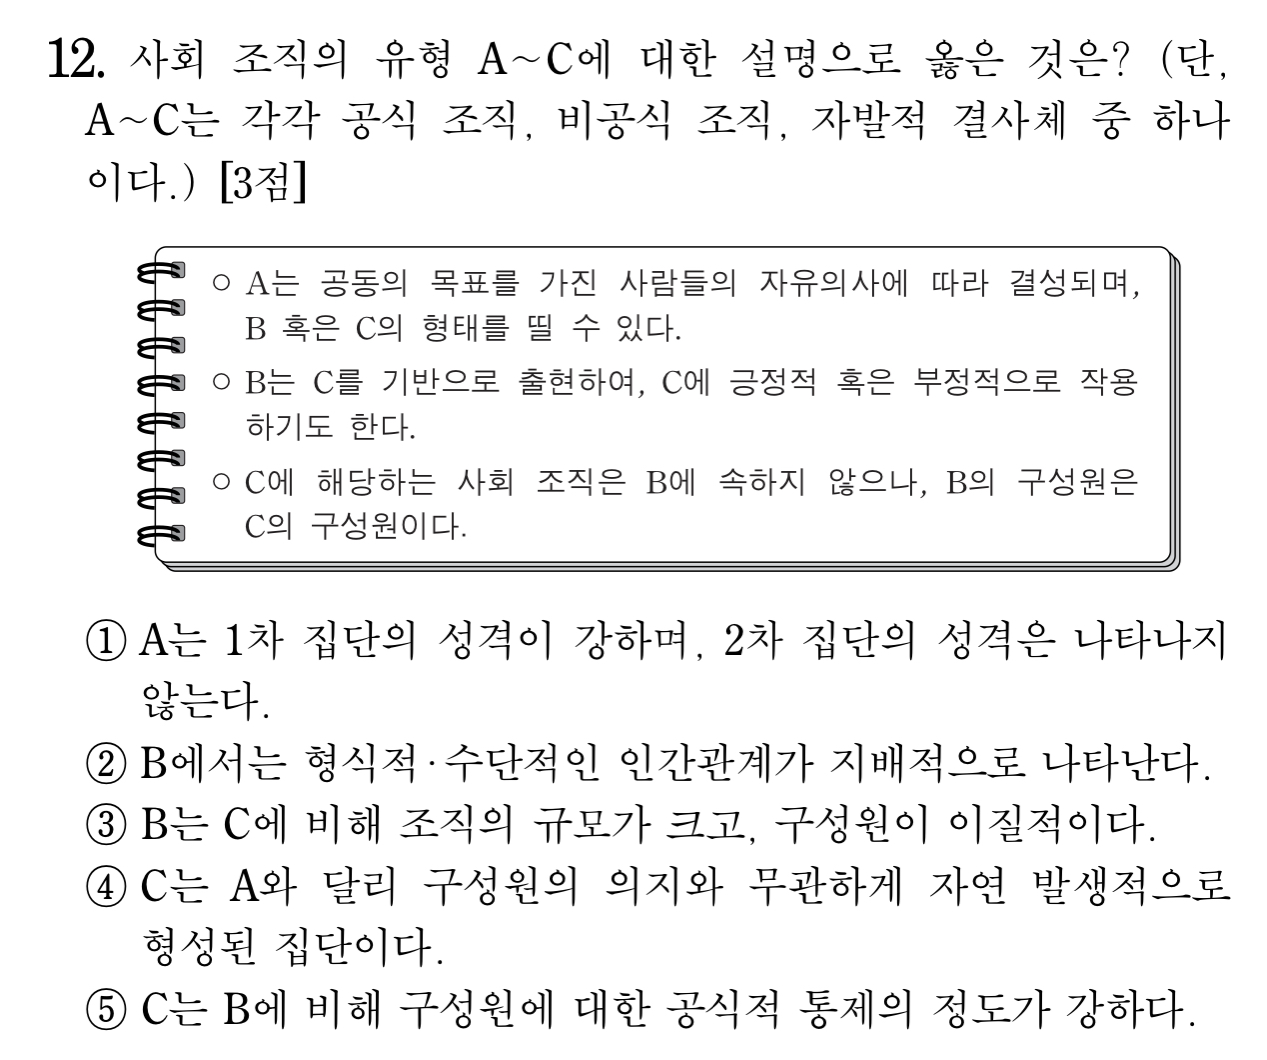 12. 사회 조직의 유형 A~C에 대한 설명으로 옳은 것은? (단,
A~C는 각각 공식 조직, 비공식 조직, 자발적 결사체 중 하나
이다.) [3점]
○ A는 공동의 목표를 가진 사람들의 자유의사에 따라 결성되며,
B 혹은 C의 형태를 띨 수 있다.
○ B는 C를 기반으로 출현하여, C에 긍정적 혹은 부정적으로 작용
하기도 한다.
○ C에 해당하는 사회 조직은 B에 속하지 않으나, B의 구성원은
C의 구성원이다.
① A는 1차 집단의 성격이 강하며, 2차 집단의 성격은 나타나지
않는다.
② B에서는 형식적·수단적인 인간관계가 지배적으로 나타난다.
③ B는 C에 비해 조직의 규모가 크고, 구성원이 이질적이다.
④ C는 A와 달리 구성원의 의지와 무관하게 자연 발생적으로
형성된 집단이다.
⑤ C는 B에 비해 구성원에 대한 공식적 통제의 정도가 강하다.